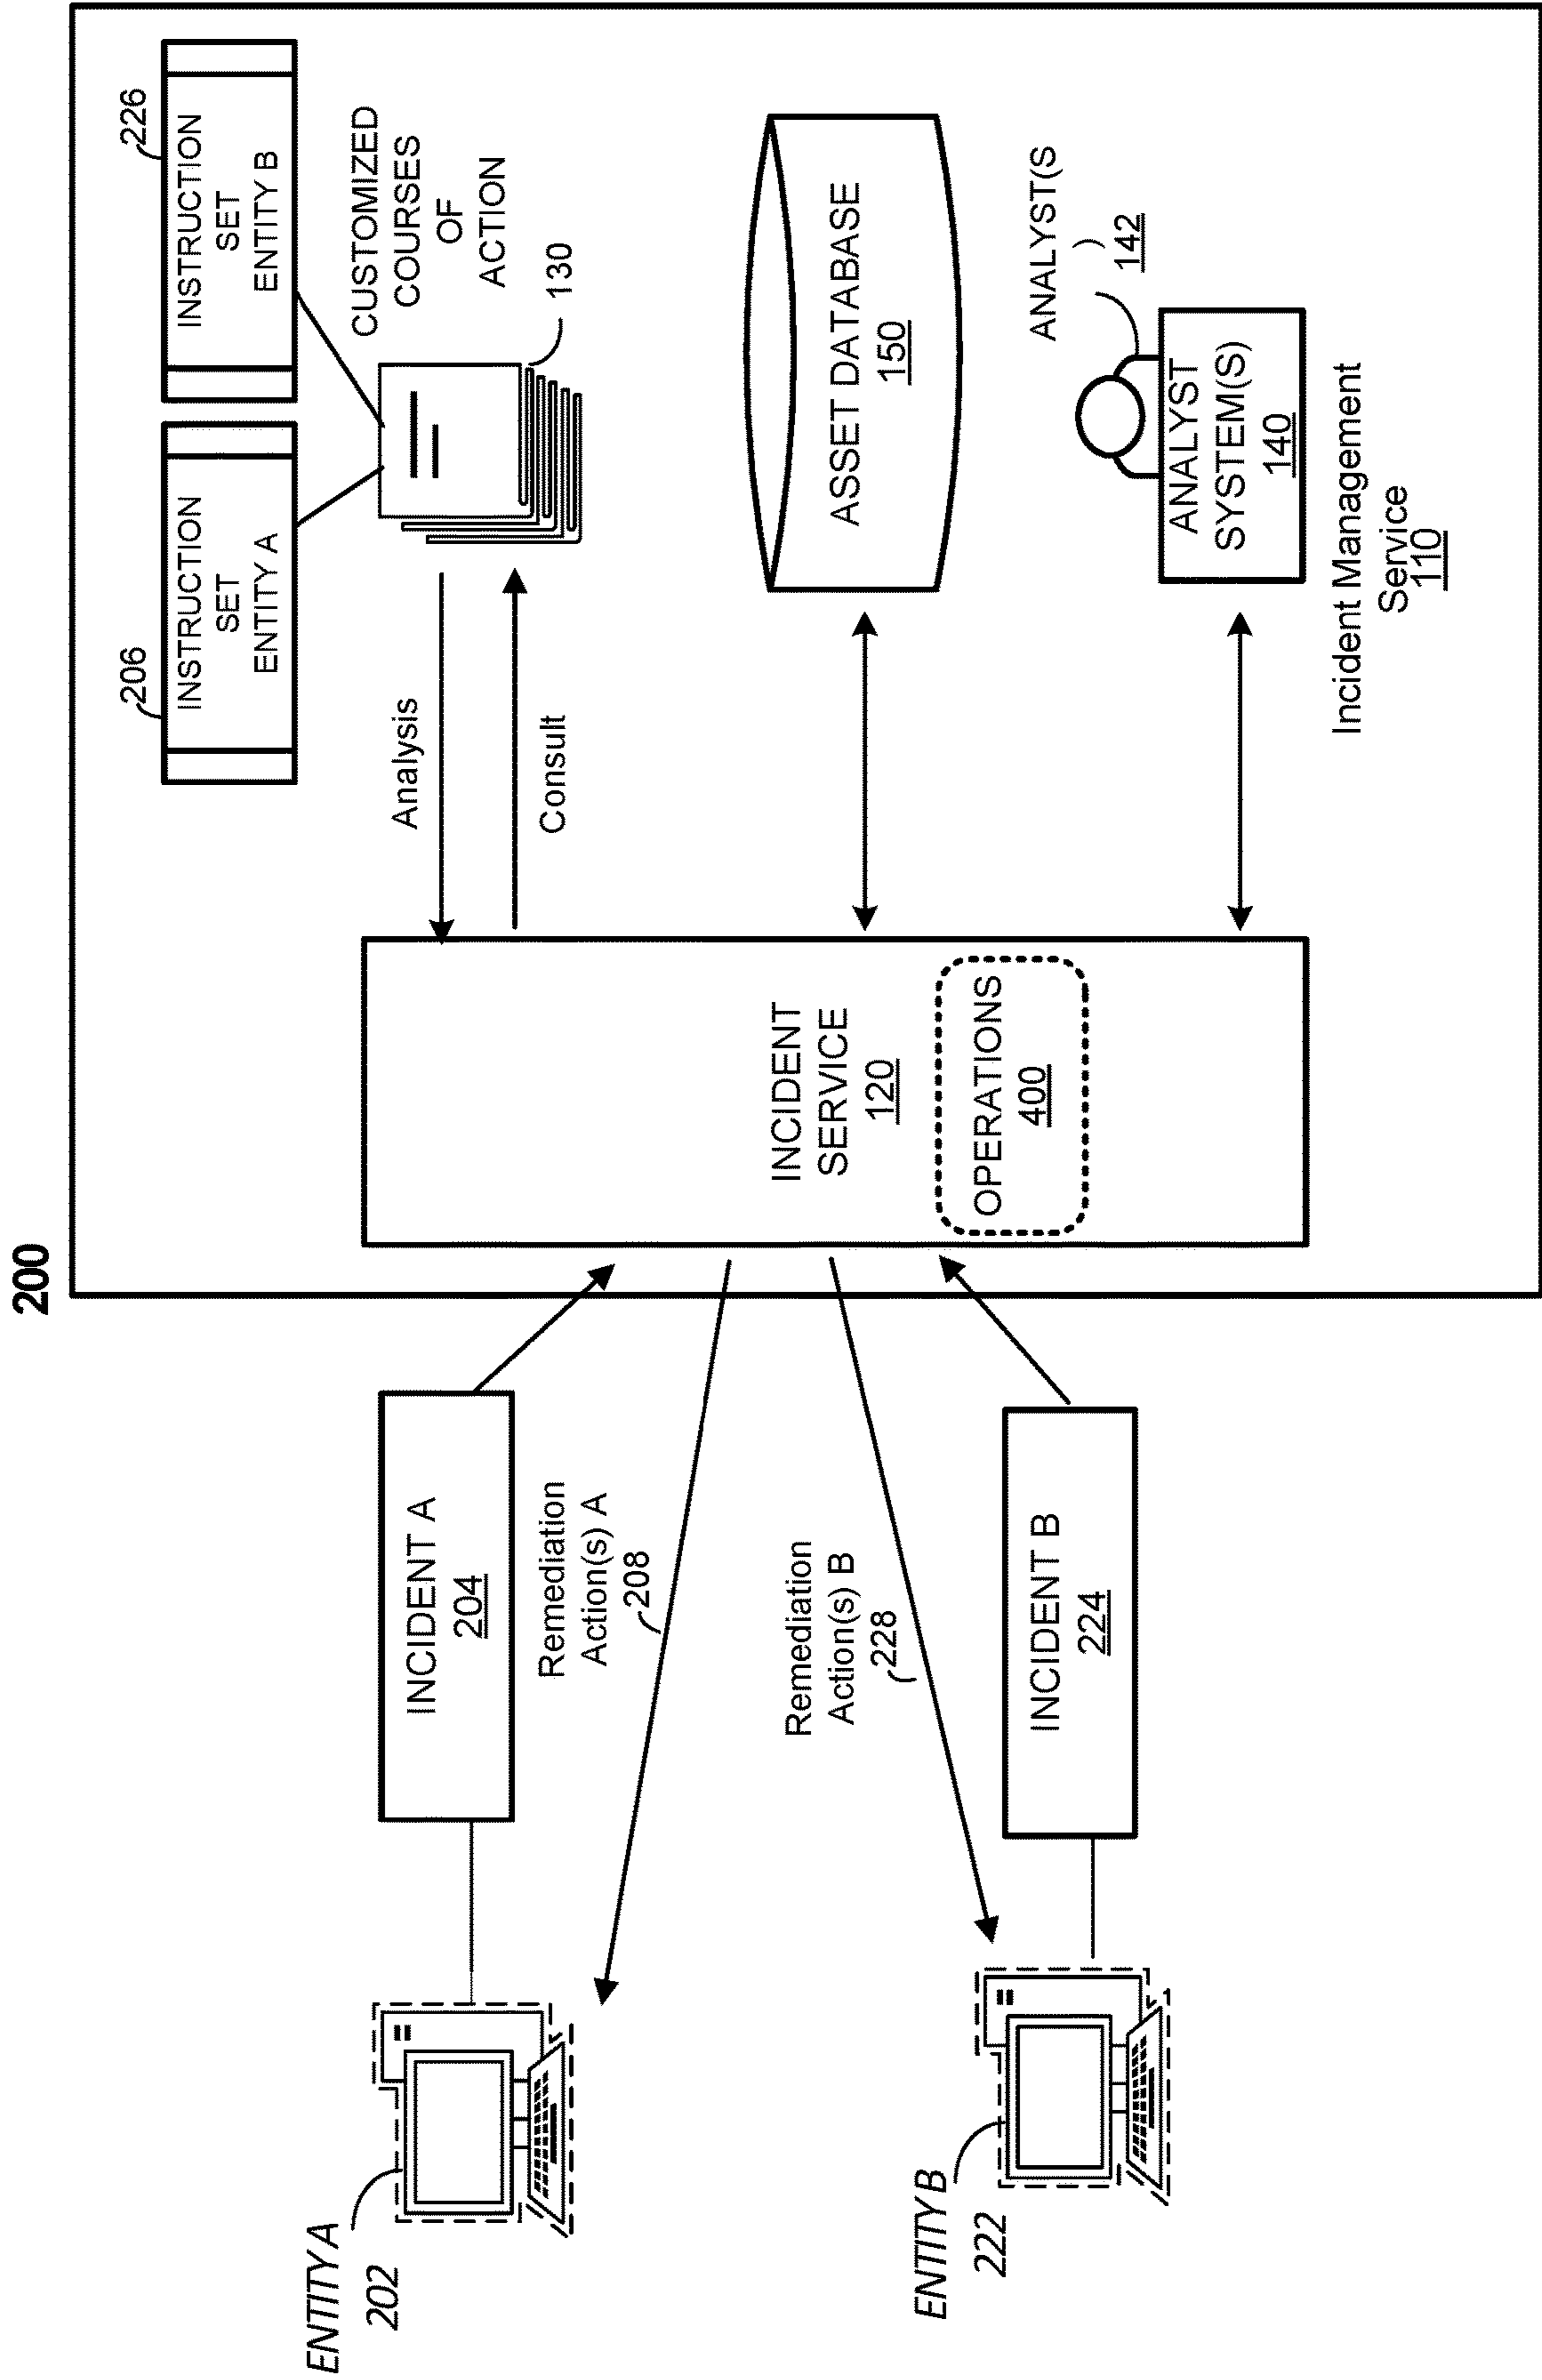 200
ENTITY A
202
INCIDENT A
204
Remediation
Action(s) A
208
Remediation
Action(s) B
228
ENTITY B
222
INCIDENT B
224
INCIDENT
SERVICE
120
OPERATIONS
400
Analysis
Consult
206
INSTRUCTION
SET
ENTITY A
226
INSTRUCTION
SET
ENTITY B
CUSTOMIZED
COURSES
OF
ACTION
130
ASSET DATABASE
150
ANALYST(S
)
142
ANALYST
SYSTEM(S)
140
Incident Management
Service
110